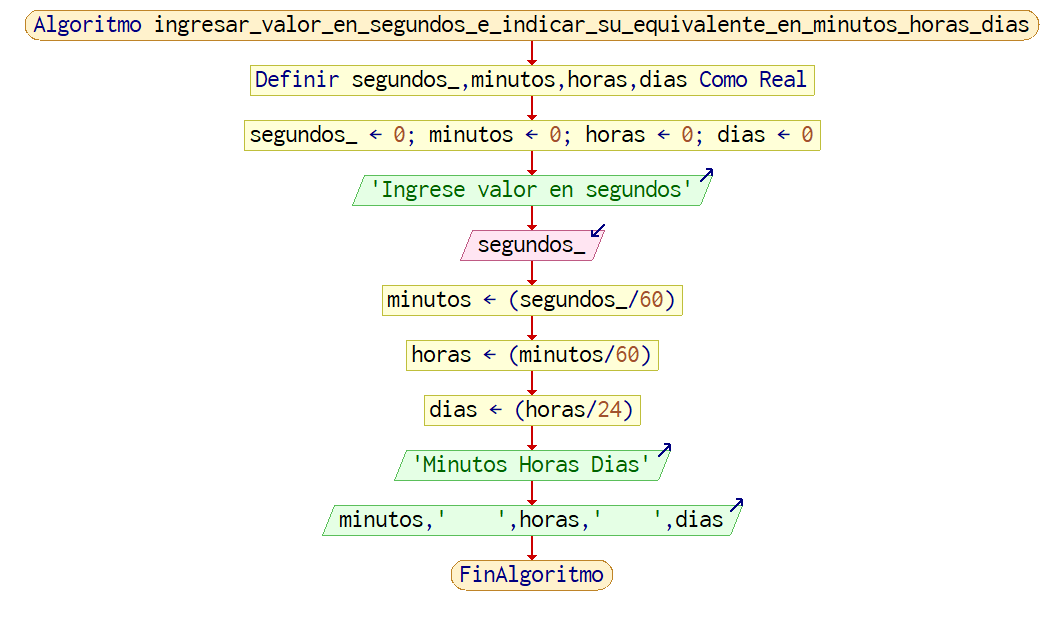 Algoritmo ingresar_valor_en_segundos_e_indicar_su_equivalente_en_minutos_horas_dias
Definir segundos_,minutos,horas,dias Como Real
segundos_ ← 0; minutos ← 0; horas ← 0; dias ← 0
'Ingrese valor en segundos'
segundos_
minutos ← (segundos_/60)
horas ← (minutos/60)
dias ← (horas/24)
'Minutos Horas Dias'
minutos,'    ',horas,'    ',dias
FinAlgoritmo